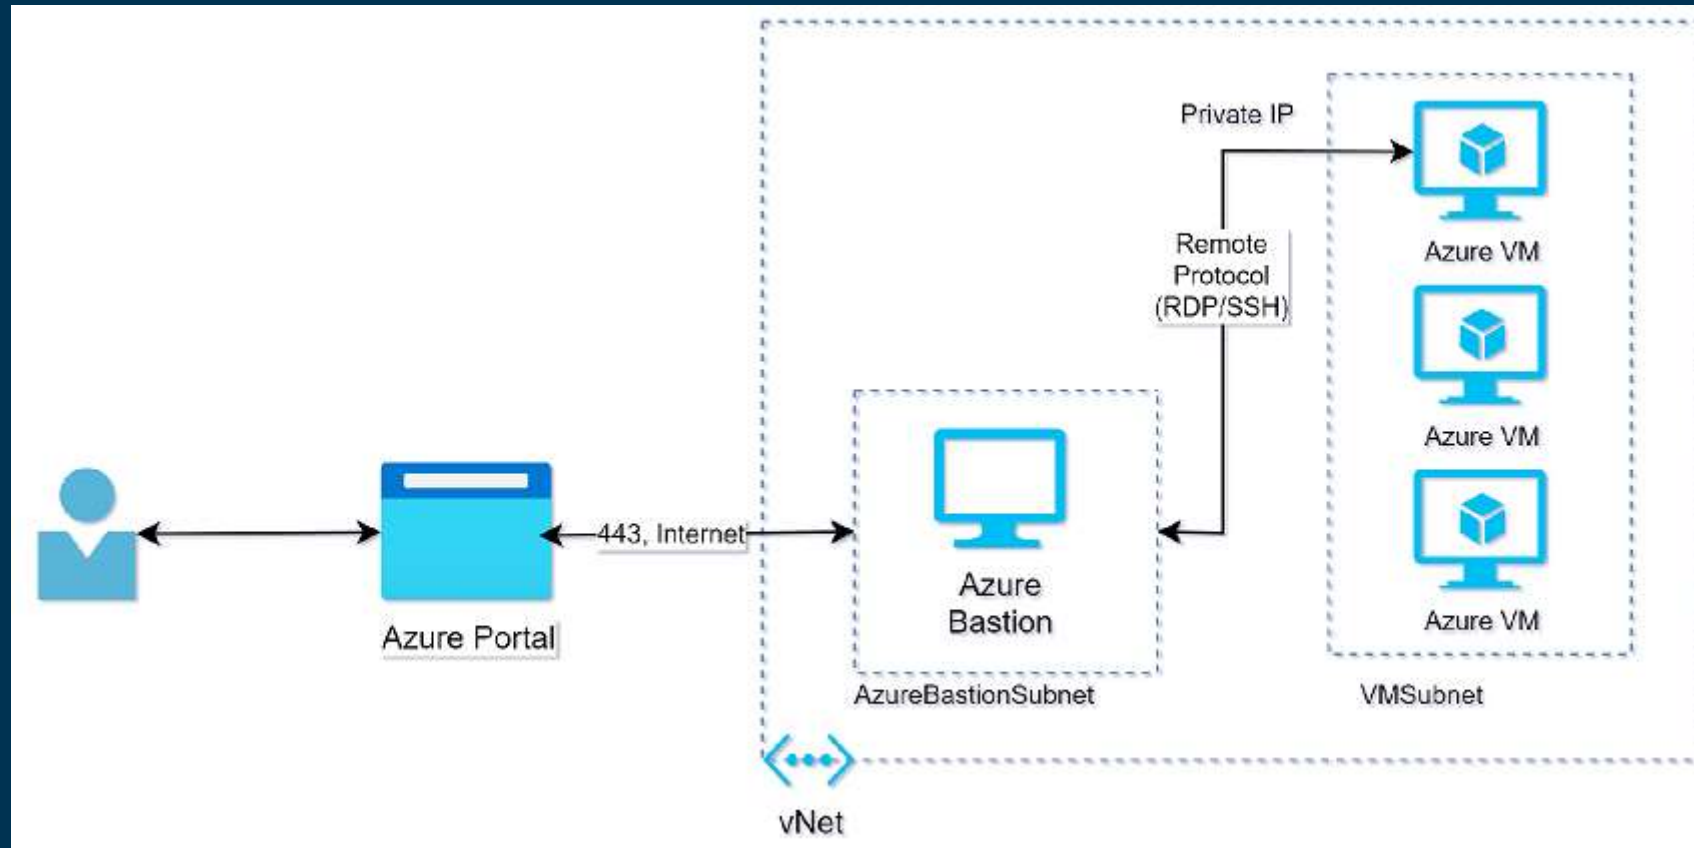 Private IP
Remote
Protocol
(RDP/SSH)
Azure VM
Azure VM
Azure VM
443, Internet
Azure Portal
Azure
Bastion
AzureBastionSubnet
VMSubnet
vNet